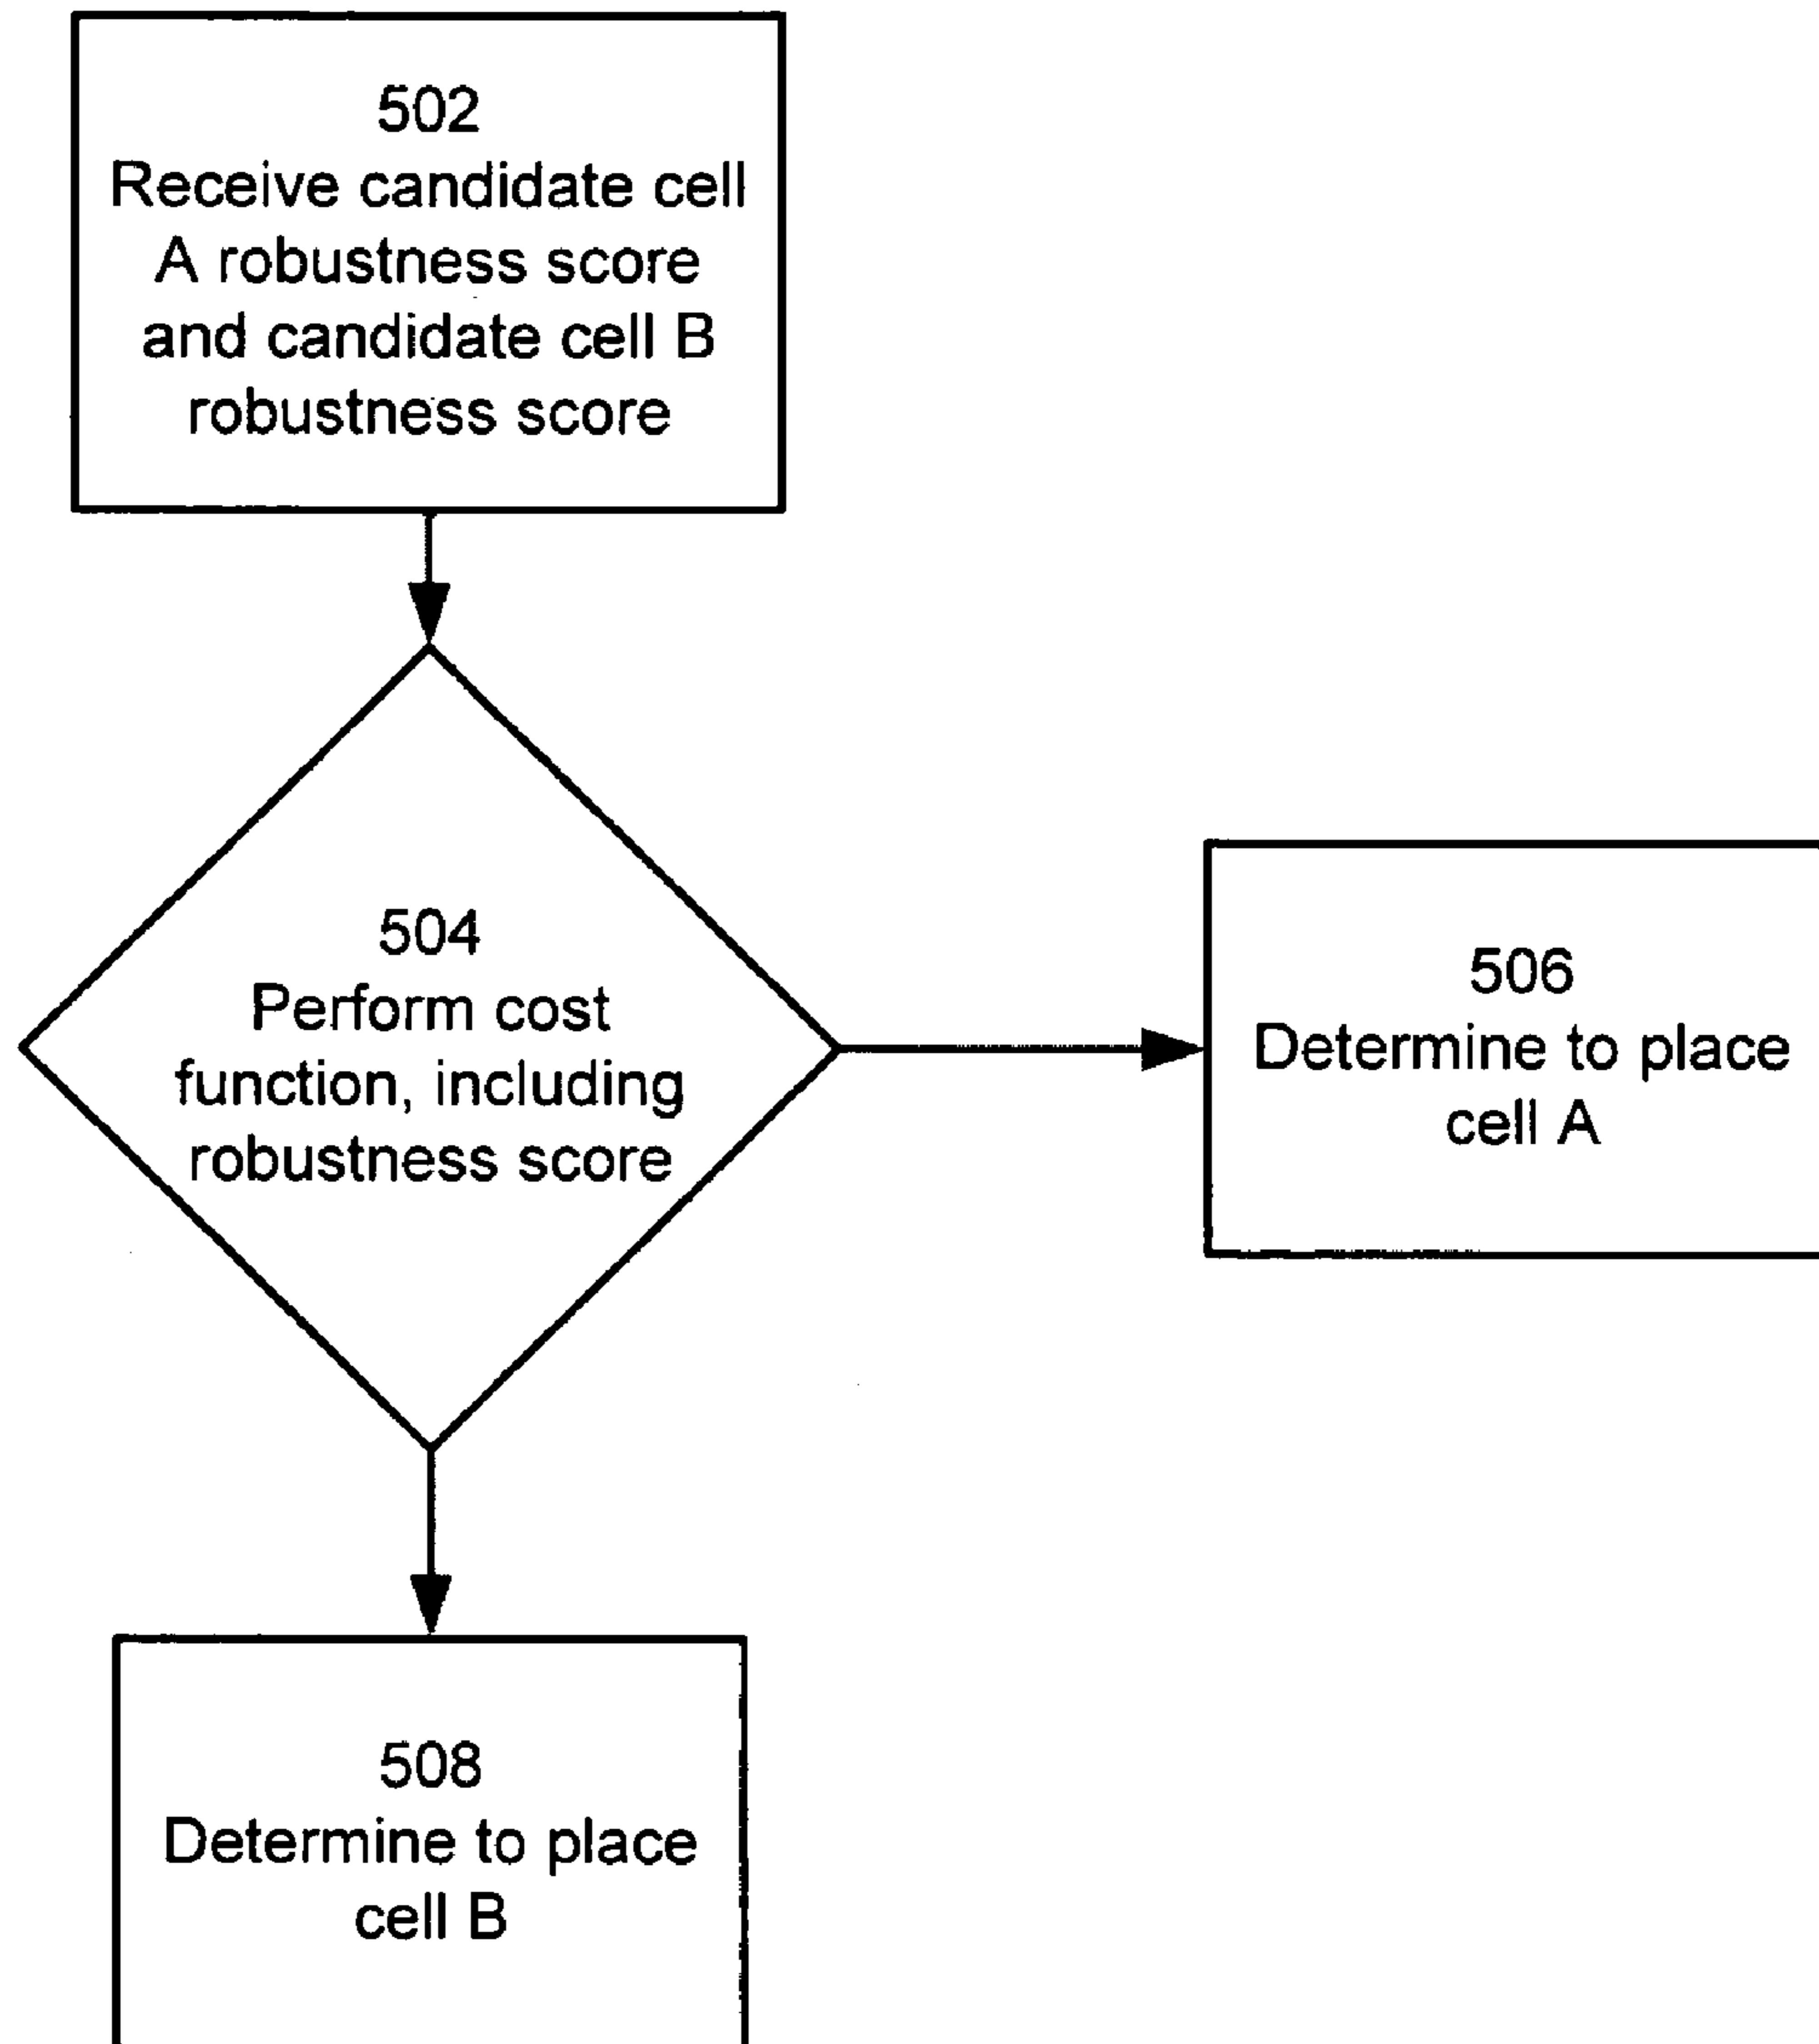 502
Receive candidate cell
A robustness score
and candidate cell B
robustness score
504
Perform cost
function, including
robustness score
506
Determine to place
cell A
508
Determine to place
cell B